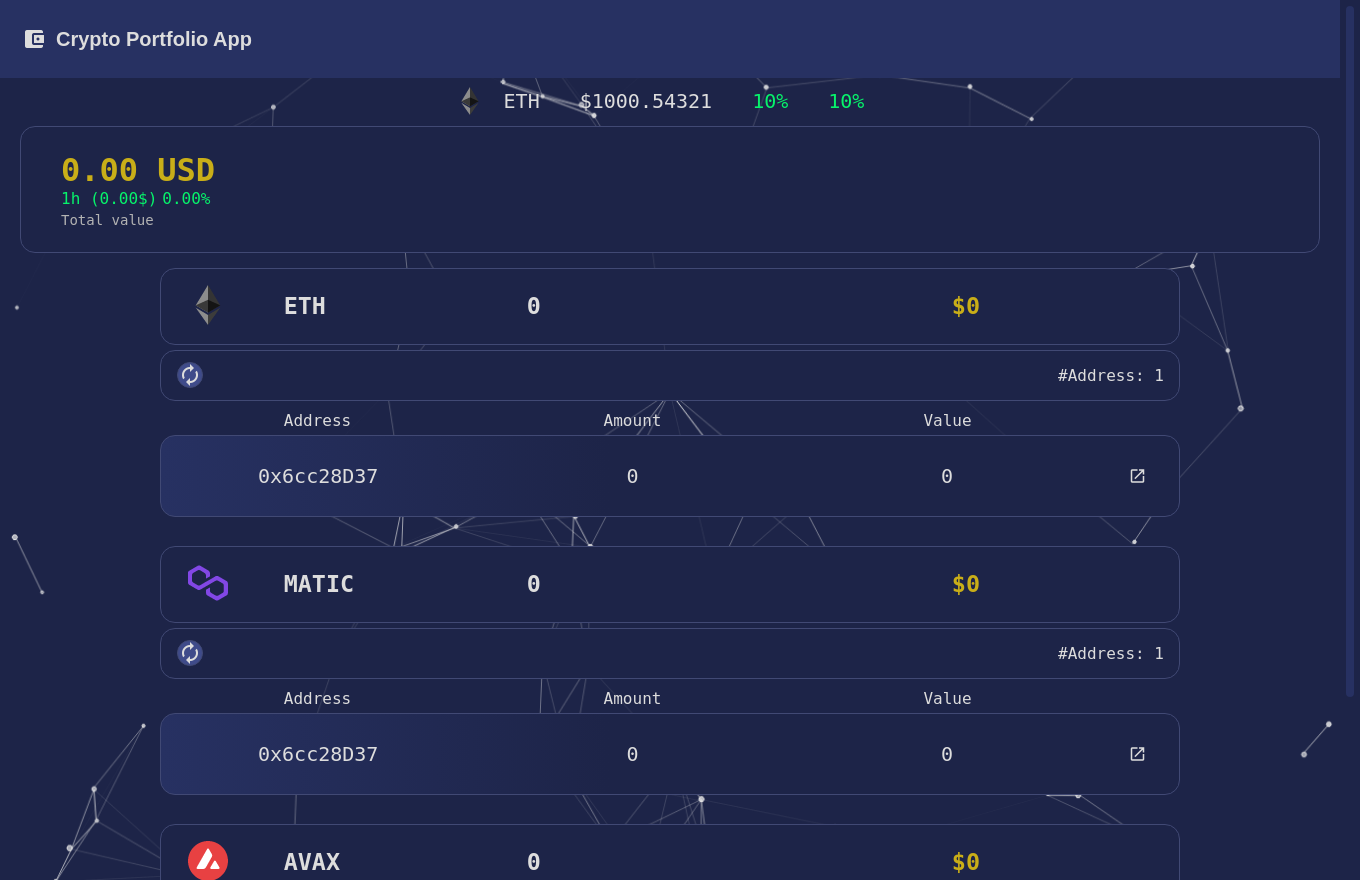 Crypto Portfolio App
ETH $1000.54321 10% 10%
0.00 USD
1h (0.00$) 0.00%
Total value
ETH 0 $0
#Address: 1
Address Amount Value
0x6cc28D37 0 0
MATIC 0 $0
#Address: 1
Address Amount Value
0x6cc28D37 0 0
AVAX 0 $0